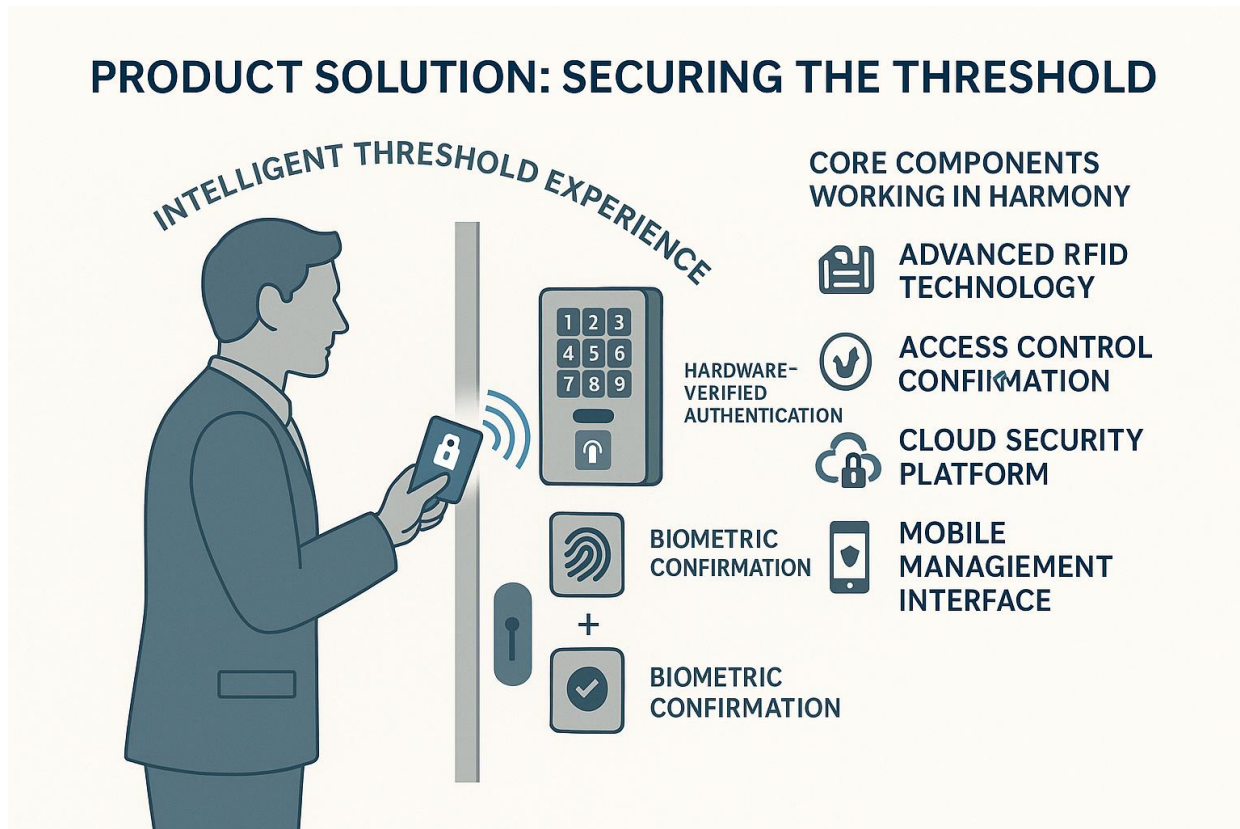 PRODUCT SOLUTION: SECURING THE THRESHOLD
INTELLIGENT THRESHOLD EXPERIENCE
1 2 3
4 5 6
7 8 9
HARDWARE-
VERIFIED
AUTHENTICATION
BIOMETRIC
CONFIRMATION
+
BIOMETRIC
CONFIRMATION
CORE COMPONENTS
WORKING IN HARMONY
ADVANCED RFID
TECHNOLOGY
ACCESS CONTROL
CLOUD SECURITY
PLATFORM
MOBILE
MANAGIEMENT
INTERFACE